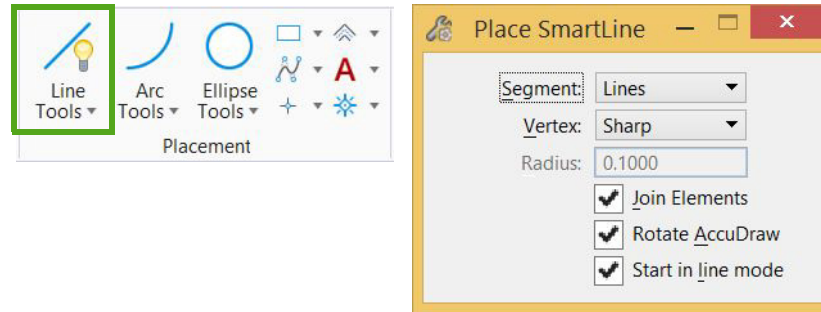 Line Tools
Arc Tools
Ellipse Tools
A
Placement
Place SmartLine
Segment: Lines
Vertex: Sharp
Radius: 0.1000
Join Elements
Rotate AccuDraw
Start in line mode